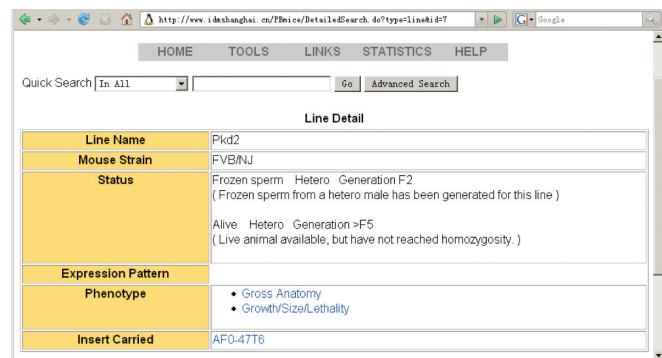 http://www.idmshanghai.cn/PBmice/DetailedSearch.do?type=line&id=7 G Google
HOME TOOLS LINKS STATISTICS HELP
Quick Search In All Go Advanced Search
Line Detail
Line Name Pkd2
Mouse Strain FVB/NJ
Status Frozen sperm Hetero Generation F2
( Frozen sperm from a hetero male has been generated for this line )
Alive Hetero Generation >F5
( Live animal available, but have not reached homozygosity. )
Expression Pattern
Phenotype • Gross Anatomy
• Growth/Size/Lethality
Insert Carried AF0-47T6